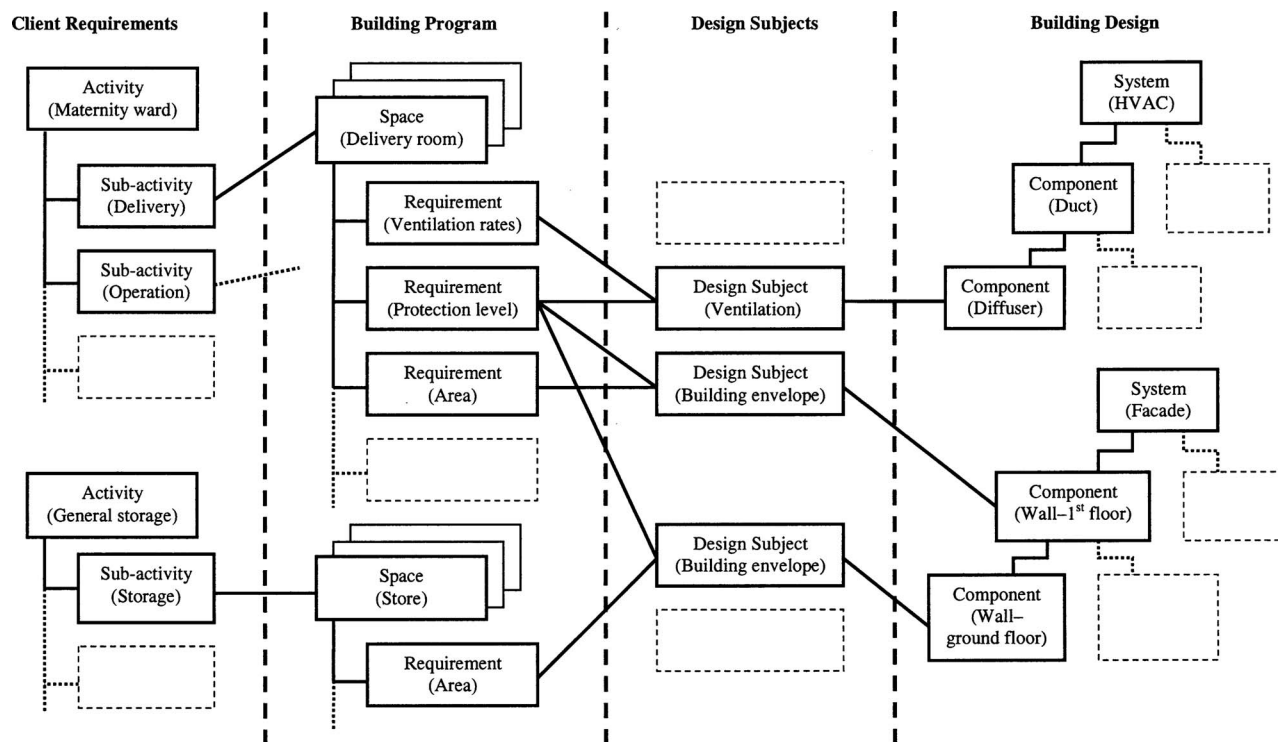 Client Requirements
Building Program
Design Subjects
Building Design
Activity
(Maternity ward)
Sub-activity
(Delivery)
Sub-activity
(Operation)
Activity
(General storage)
Sub-activity
(Storage)
Space
(Delivery room)
Requirement
(Ventilation rates)
Requirement
(Protection level)
Requirement
(Area)
Space
(Store)
Requirement
(Area)
Design Subject
(Ventilation)
Design Subject
(Building envelope)
Design Subject
(Building envelope)
System
(HVAC)
Component
(Duct)
Component
(Diffuser)
System
(Facade)
Component
(Wall–1st floor)
Component
(Wall–
ground floor)